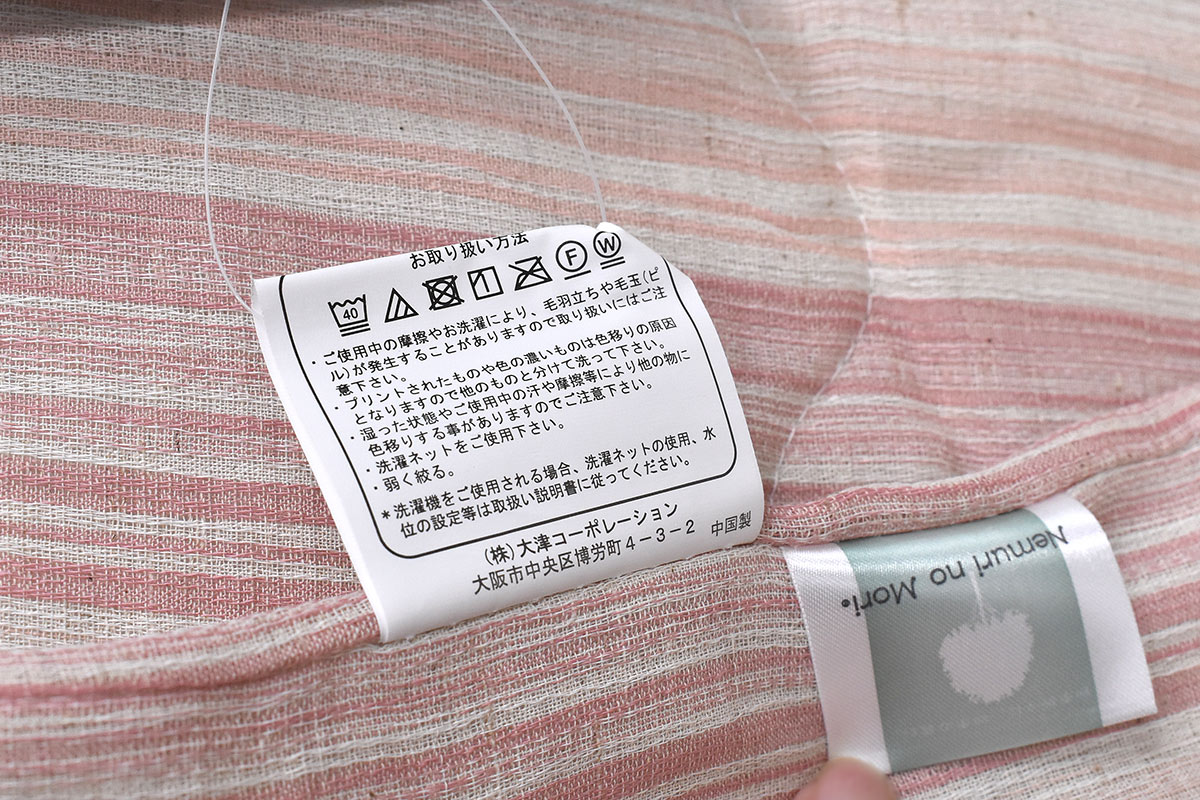 お取り扱い方法
40 F W
・ご使用中の摩擦やお洗濯により、毛羽立ちや毛玉(ピ
ル)が発生することがありますので取り扱いにはご注
意下さい。
・プリントされたものや色の濃いものは色移りの原因
となりますので他のものと分けて洗って下さい。
・湿った状態やご使用中の汗や摩擦等により他の物に
色移りする事がありますのでご注意下さい。
・洗濯ネットをご使用下さい。
・弱く絞る。
*洗濯機をご使用される場合、洗濯ネットの使用、水
位の設定等は取扱い説明書に従ってください。
(株)大津コーポレーション
大阪市中央区博労町4-3-2 中国製
Nemuri no Mori.